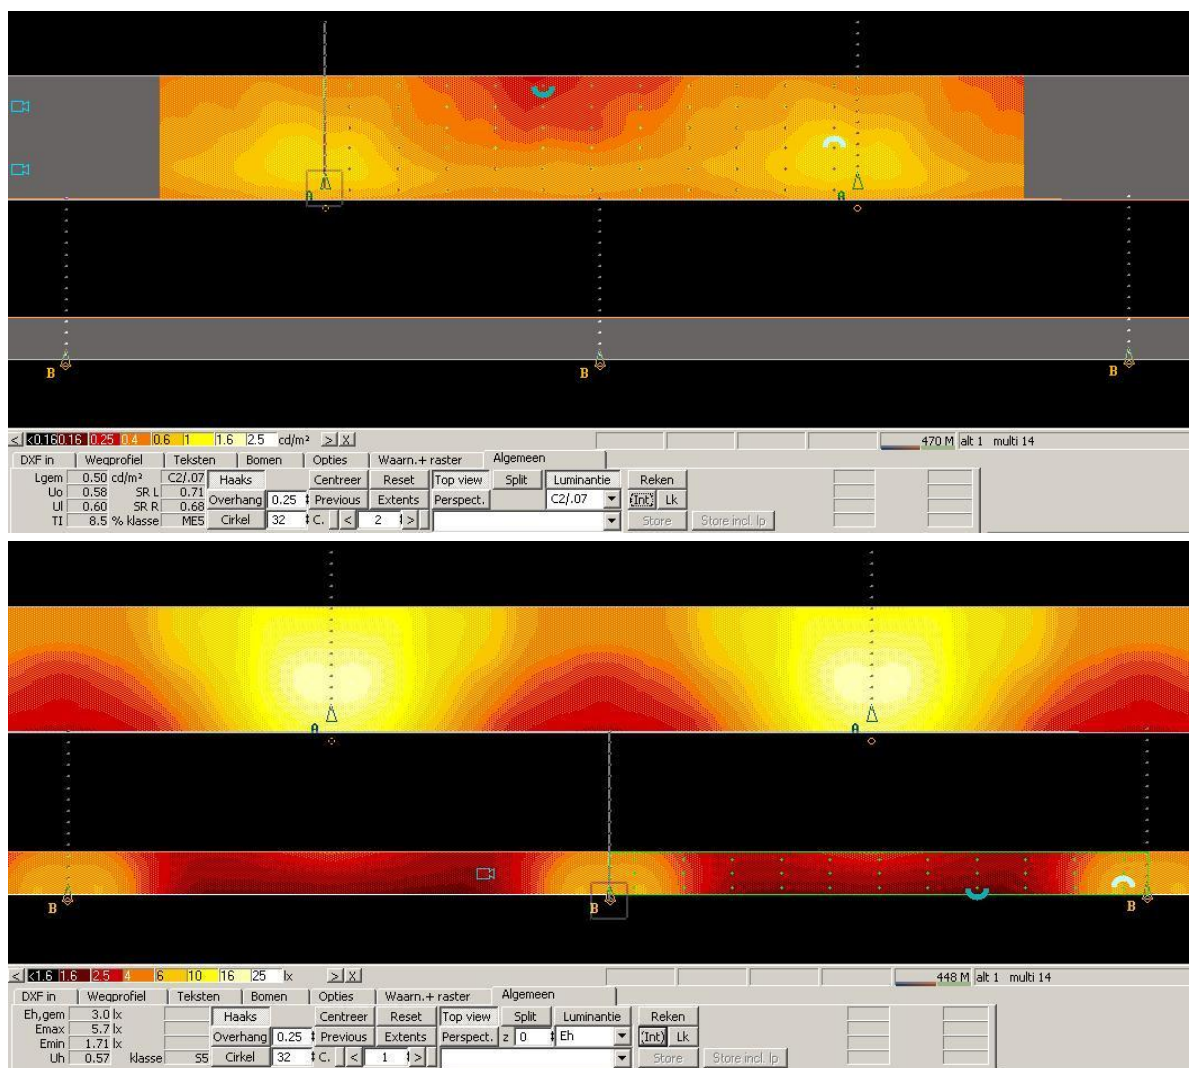 A A
B B B
< <0.16 0.16 0.25 0.4 0.6 1 1.6 2.5 cd/m² > X 470 M alt 1 multi 14
DXF in Wegprofiel Teksten Bomen Opties Waarn.+ raster Algemeen
Lgem 0.50 cd/m² C2/.07 Haaks Centreer Reset Top view Split Luminantie Reken
Uo 0.58 SR L 0.71 Overhang 0.25 Previous Extents Perspect. C2/.07 (Int) Lk
Ul 0.60 SR R 0.68
TI 8.5 % klasse ME5 Cirkel 32 C. < 2 > Store Store incl. lp
A A
B B B
< <1.6 1.6 2.5 4 6 10 16 25 lx > X 448 M alt 1 multi 14
DXF in Wegprofiel Teksten Bomen Opties Waarn.+ raster Algemeen
Eh,gem 3.0 lx Haaks Centreer Reset Top view Split Luminantie Reken
Emax 5.7 lx Overhang 0.25 Previous Extents Perspect. z 0 Eh (Int) Lk
Emin 1.71 lx
Uh 0.57 klasse S5 Cirkel 32 C. < 1 > Store Store incl. lp